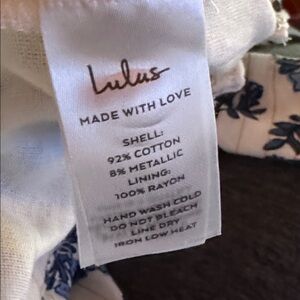 Lulus
MADE WITH LOVE
SHELL:
92% COTTON
8% METALLIC
LINING:
100% RAYON
HAND WASH COLD
DO NOT BLEACH
LINE DRY
IRON LOW HEAT